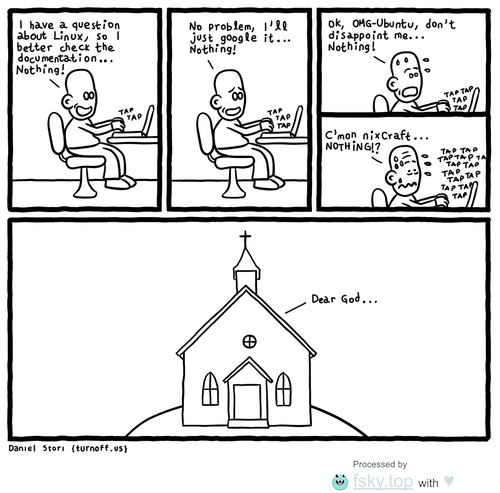 I have a question
about Linux, so I
better check the
documentation...
Nothing!
TAP
TAP
No problem, I'll
just google it...
Nothing!
TAP
TAP
TAP
Ok, OMG-Ubuntu, don't
disappoint me...
Nothing!
TAP TAP
TAP
TAP
C'mon nixCraft...
NOTHING!?
TAP TAP
TAP TAP TA
TAP TAP
TAP
TAP TAP
TAP TAP
TAP
Dear God...
Daniel Stori {turnoff.us}
Processed by
fsky.top with